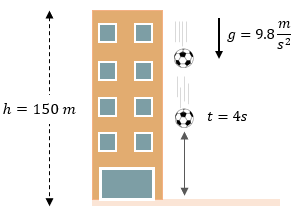 g = 9.8 m/s²
h = 150 m
t = 4s